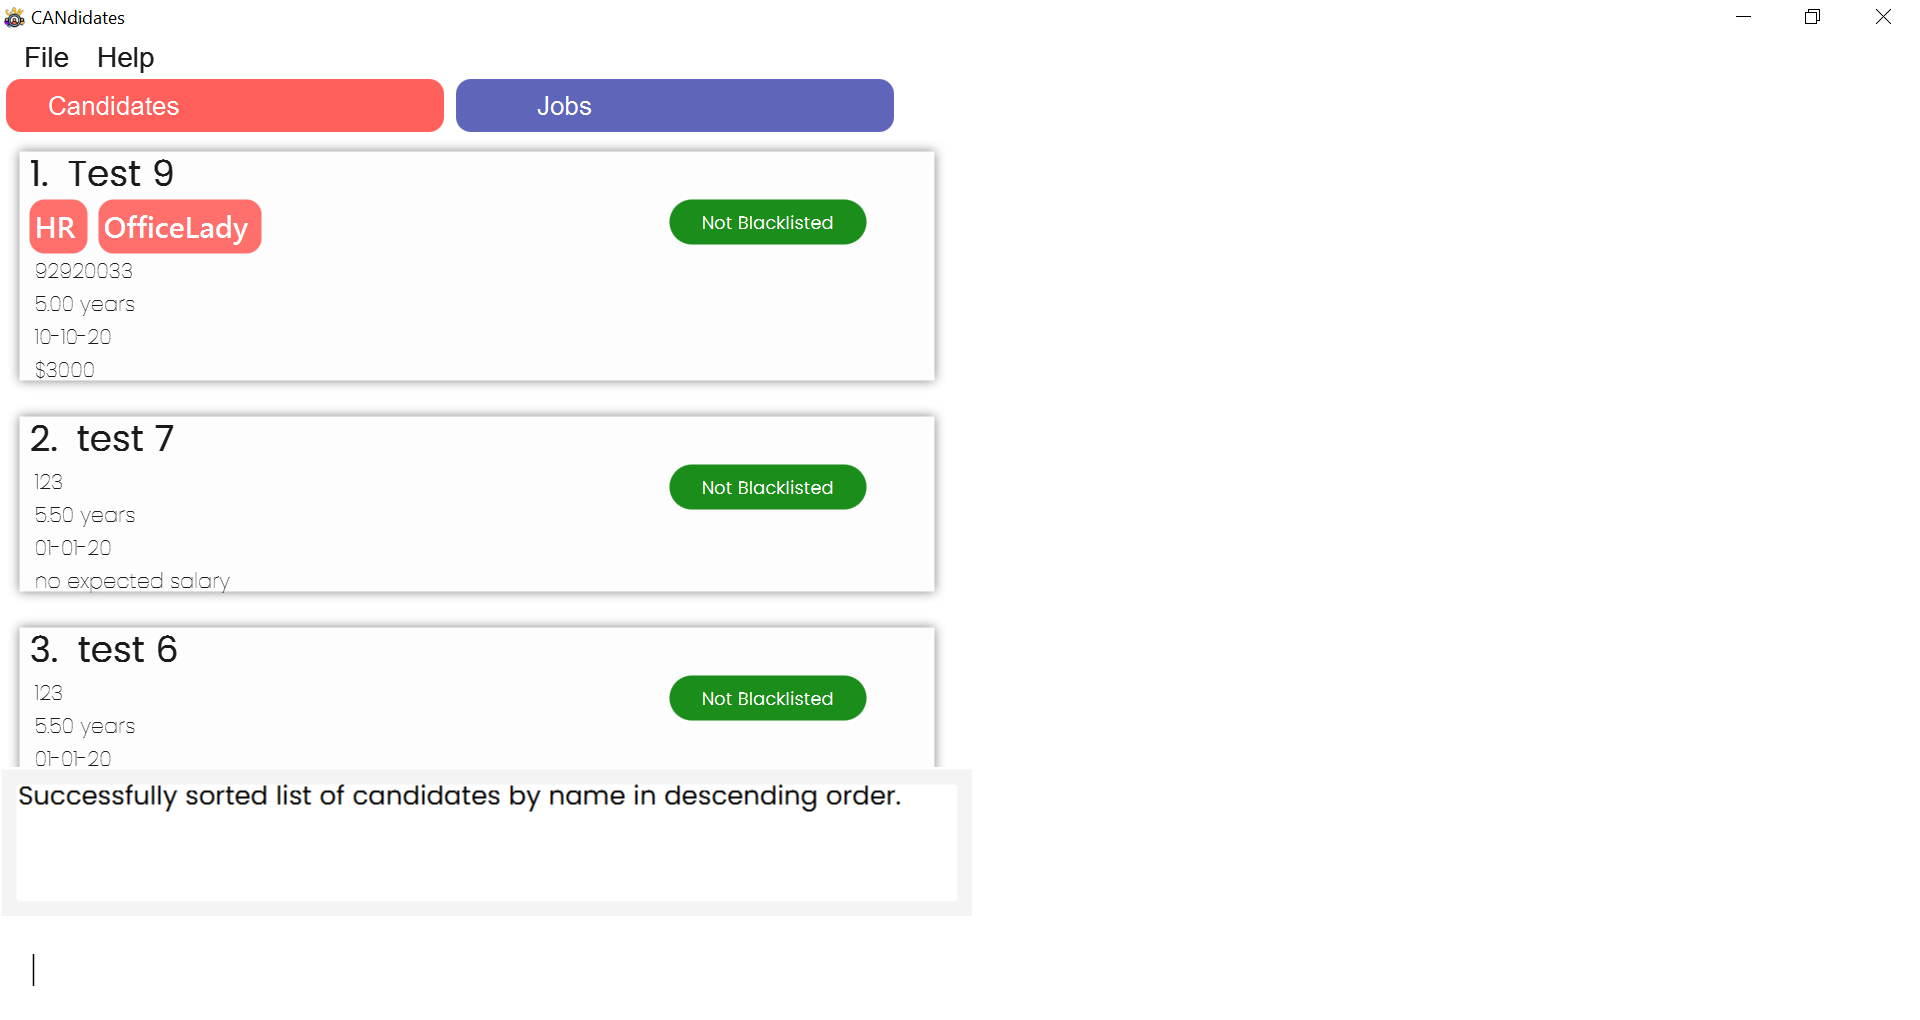 CANdidates
File Help
Candidates Jobs
1. Test 9
HR OfficeLady
Not Blacklisted
92920033
5.00 years
10-10-20
$3000
2. test 7
Not Blacklisted
123
5.50 years
01-01-20
no expected salary
3. test 6
Not Blacklisted
123
5.50 years
01-01-20
Successfully sorted list of candidates by name in descending order.